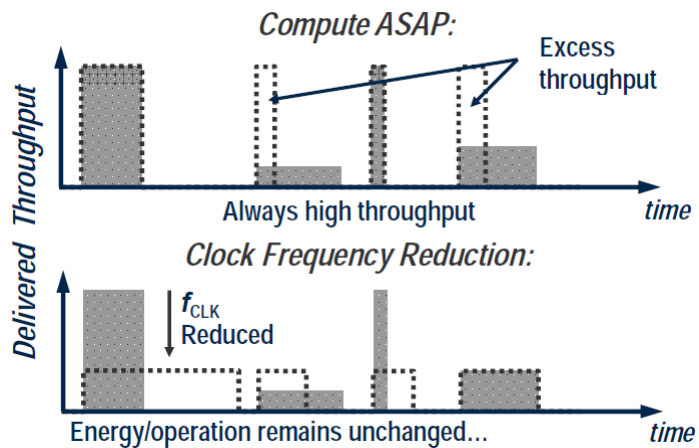 Compute ASAP:
Excess
throughput
Delivered Throughput
Always high throughput
time
Clock Frequency Reduction:
fCLK
Reduced
time
Energy/operation remains unchanged...